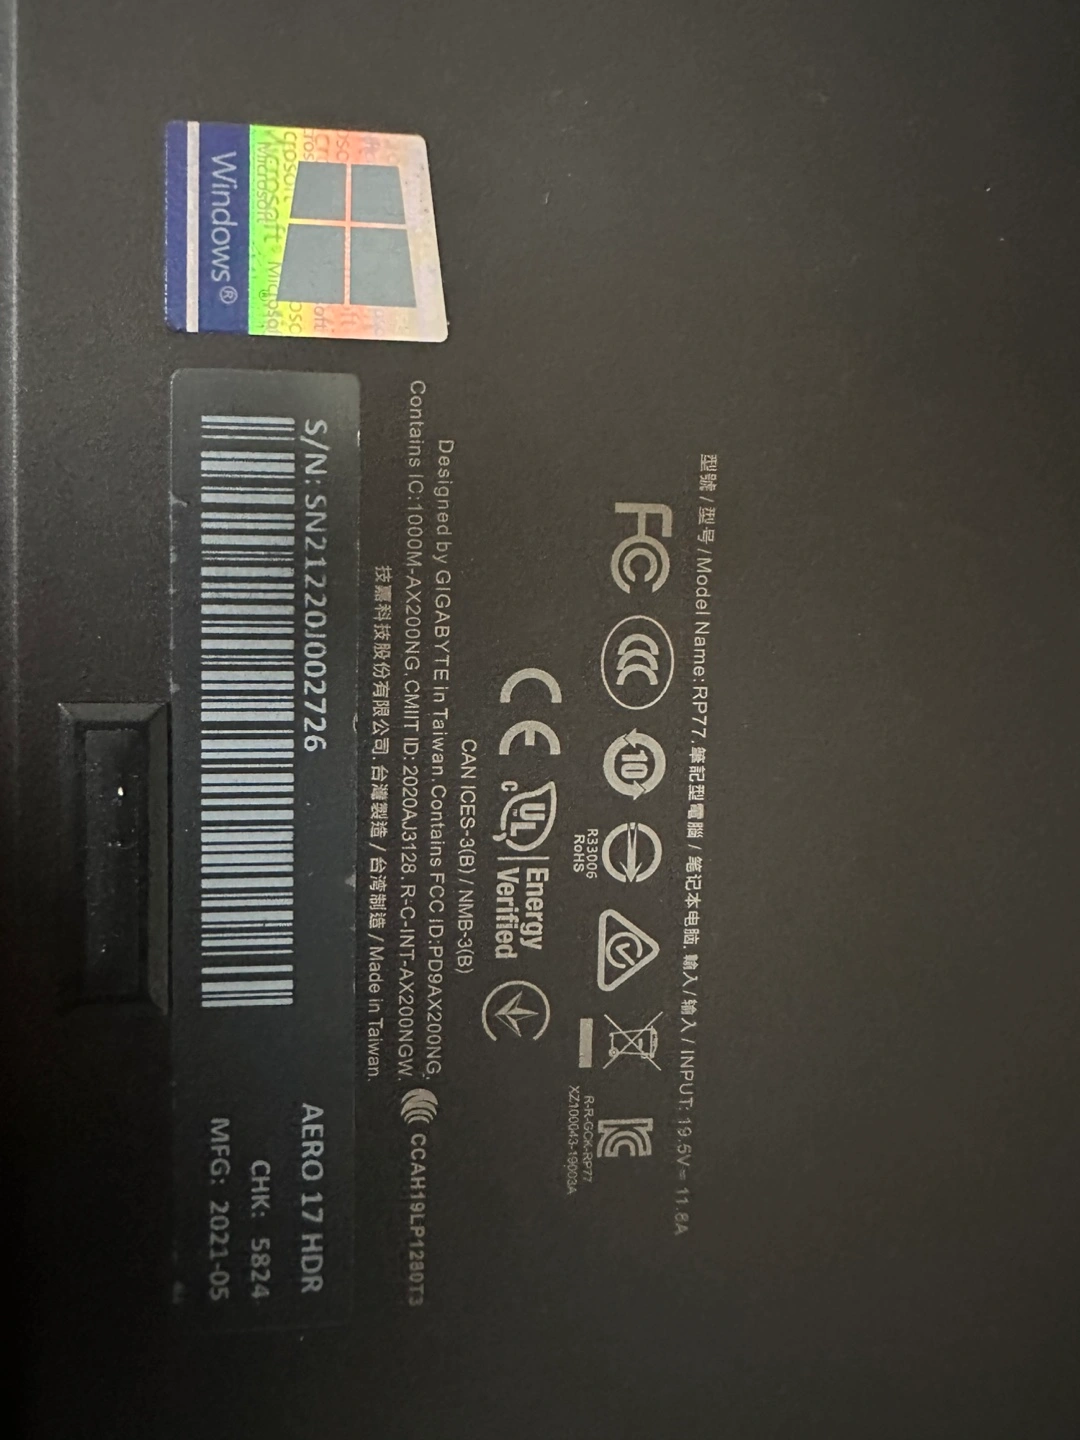 型號 / 型号 / Model Name: RP77. 筆記型電腦 / 笔记本电脑. 輸入 / 输入 / INPUT: 19.5V⎓ 11.8A
FC
CCC
10
R33006
RoHS
R-R-GCK-RP77
XZ100043-19003A
CE
c UL Energy
Verified
CAN ICES-3(B) / NMB-3(B)
Designed by GIGABYTE in Taiwan. Contains FCC ID:PD9AX200NG.
Contains IC:1000M-AX200NG. CMIIT ID: 2020AJ3128. R-C-INT-AX200NGW.
CCAH19LP1280T3
技嘉科技股份有限公司. 台灣製造 / 台湾制造 / Made in Taiwan.
Windows®
Microsoft
S/N: SN21220J002726
AERO 17 HDR
CHK: 5824
MFG: 2021-05